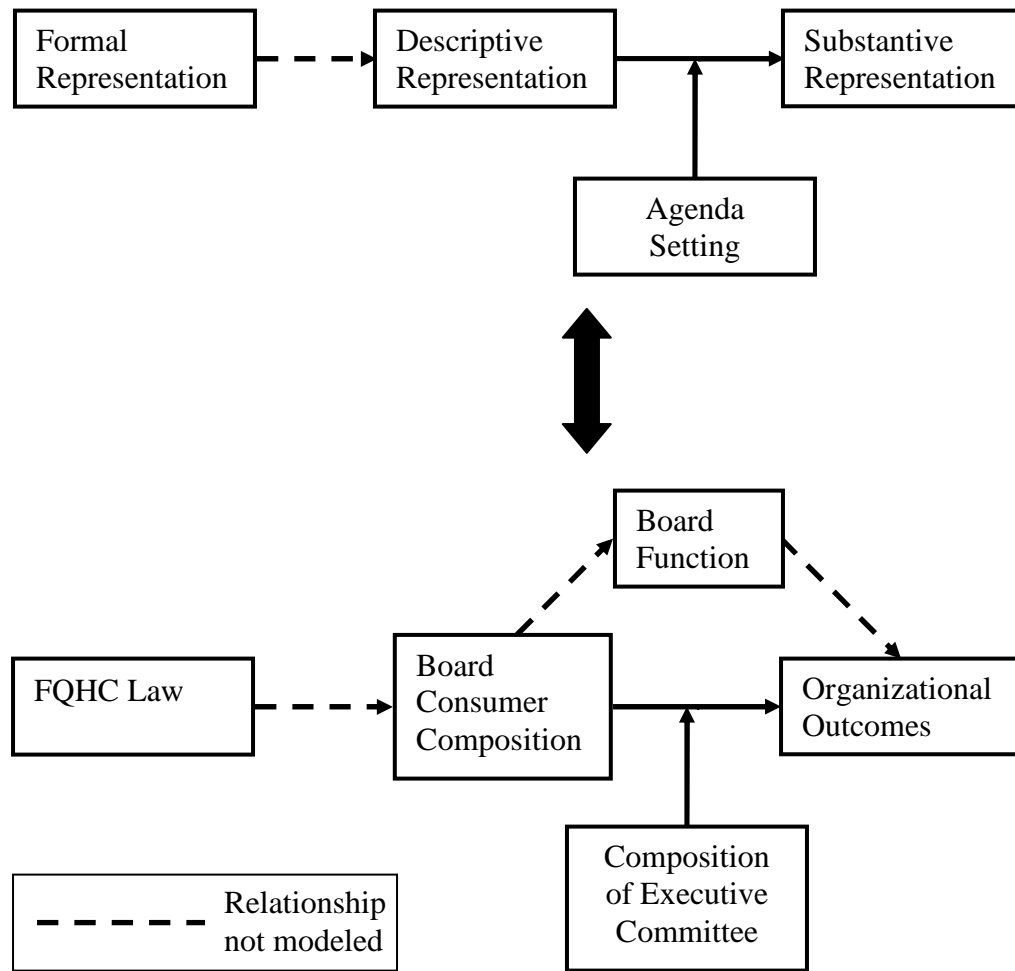 Formal
Representation
Descriptive
Representation
Substantive
Representation
Agenda
Setting
Board
Function
FQHC Law
Board
Consumer
Composition
Organizational
Outcomes
Composition
of Executive
Committee
Relationship
not modeled